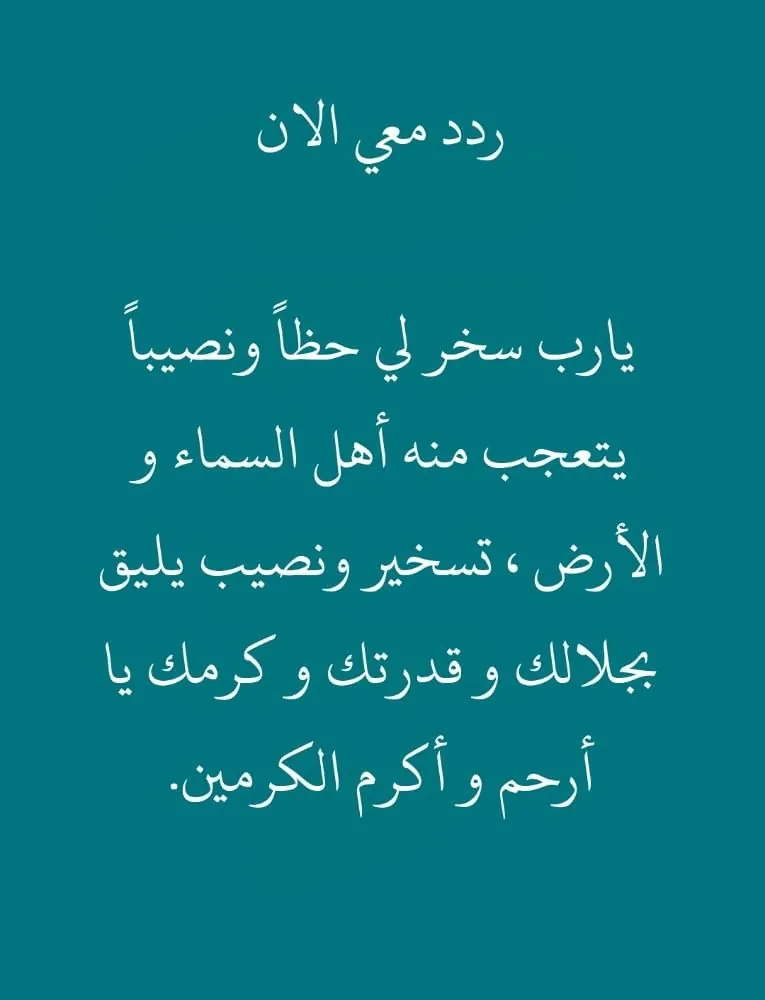 ردد معي الان
يارب سخر لي حظاً ونصيباً
يتعجب منه أهل السماء و
الأرض ، تسخير ونصيب يليق
بجلالك و قدرتك و كرمك يا
أرحم و أكرم الكرمين.